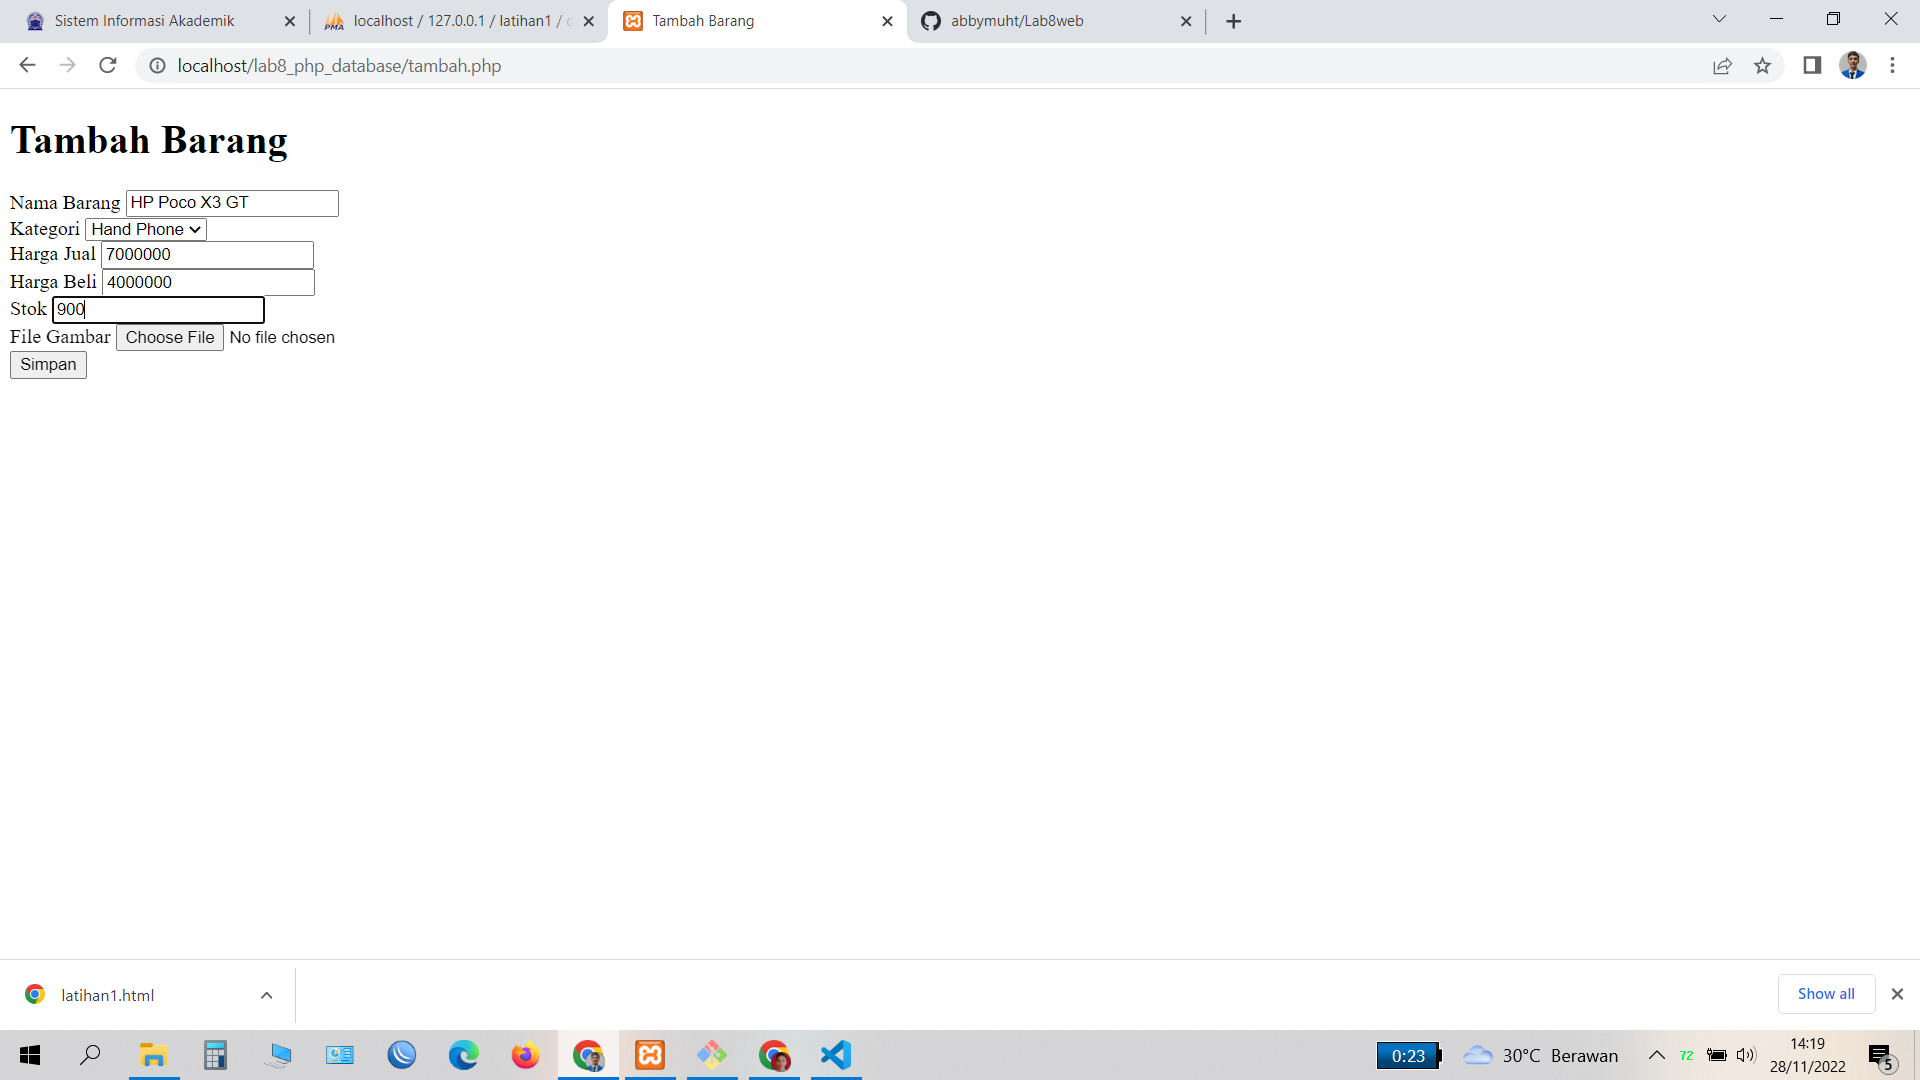 Sistem Informasi Akademik
localhost / 127.0.0.1 / latihan1 /
Tambah Barang
abbymuht/Lab8web
localhost/lab8_php_database/tambah.php
Tambah Barang
Nama Barang HP Poco X3 GT
Kategori Hand Phone
Harga Jual 7000000
Harga Beli 4000000
Stok 900
File Gambar Choose File No file chosen
Simpan
latihan1.html
Show all
0:23
30°C Berawan
72
14:19
28/11/2022
5
PMA